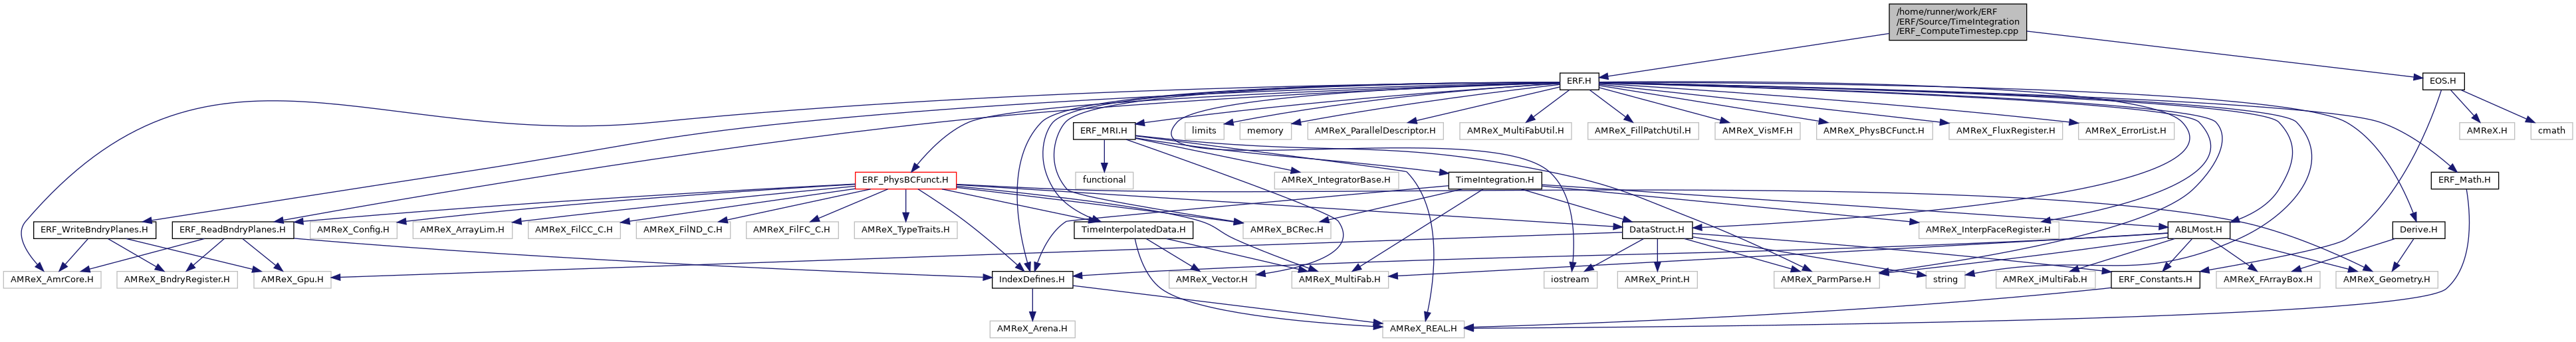 /home/runner/work/ERF
/ERF/Source/TimeIntegration
/ERF_ComputeTimestep.cpp
ERF.H
EOS.H
ERF_MRI.H
limits
memory
AMReX_ParallelDescriptor.H
AMReX_MultiFabUtil.H
AMReX_FillPatchUtil.H
AMReX_VisMF.H
AMReX_PhysBCFunct.H
AMReX_FluxRegister.H
AMReX_ErrorList.H
AMReX.H
cmath
ERF_PhysBCFunct.H
functional
AMReX_IntegratorBase.H
TimeIntegration.H
ERF_Math.H
ERF_WriteBndryPlanes.H
ERF_ReadBndryPlanes.H
AMReX_Config.H
AMReX_ArrayLim.H
AMReX_FilCC_C.H
AMReX_FilND_C.H
AMReX_FilFC_C.H
AMReX_TypeTraits.H
TimeInterpolatedData.H
AMReX_BCRec.H
DataStruct.H
AMReX_InterpFaceRegister.H
ABLMost.H
Derive.H
AMReX_AmrCore.H
AMReX_BndryRegister.H
AMReX_Gpu.H
IndexDefines.H
AMReX_Vector.H
AMReX_MultiFab.H
iostream
AMReX_Print.H
AMReX_ParmParse.H
string
AMReX_iMultiFab.H
ERF_Constants.H
AMReX_FArrayBox.H
AMReX_Geometry.H
AMReX_Arena.H
AMReX_REAL.H